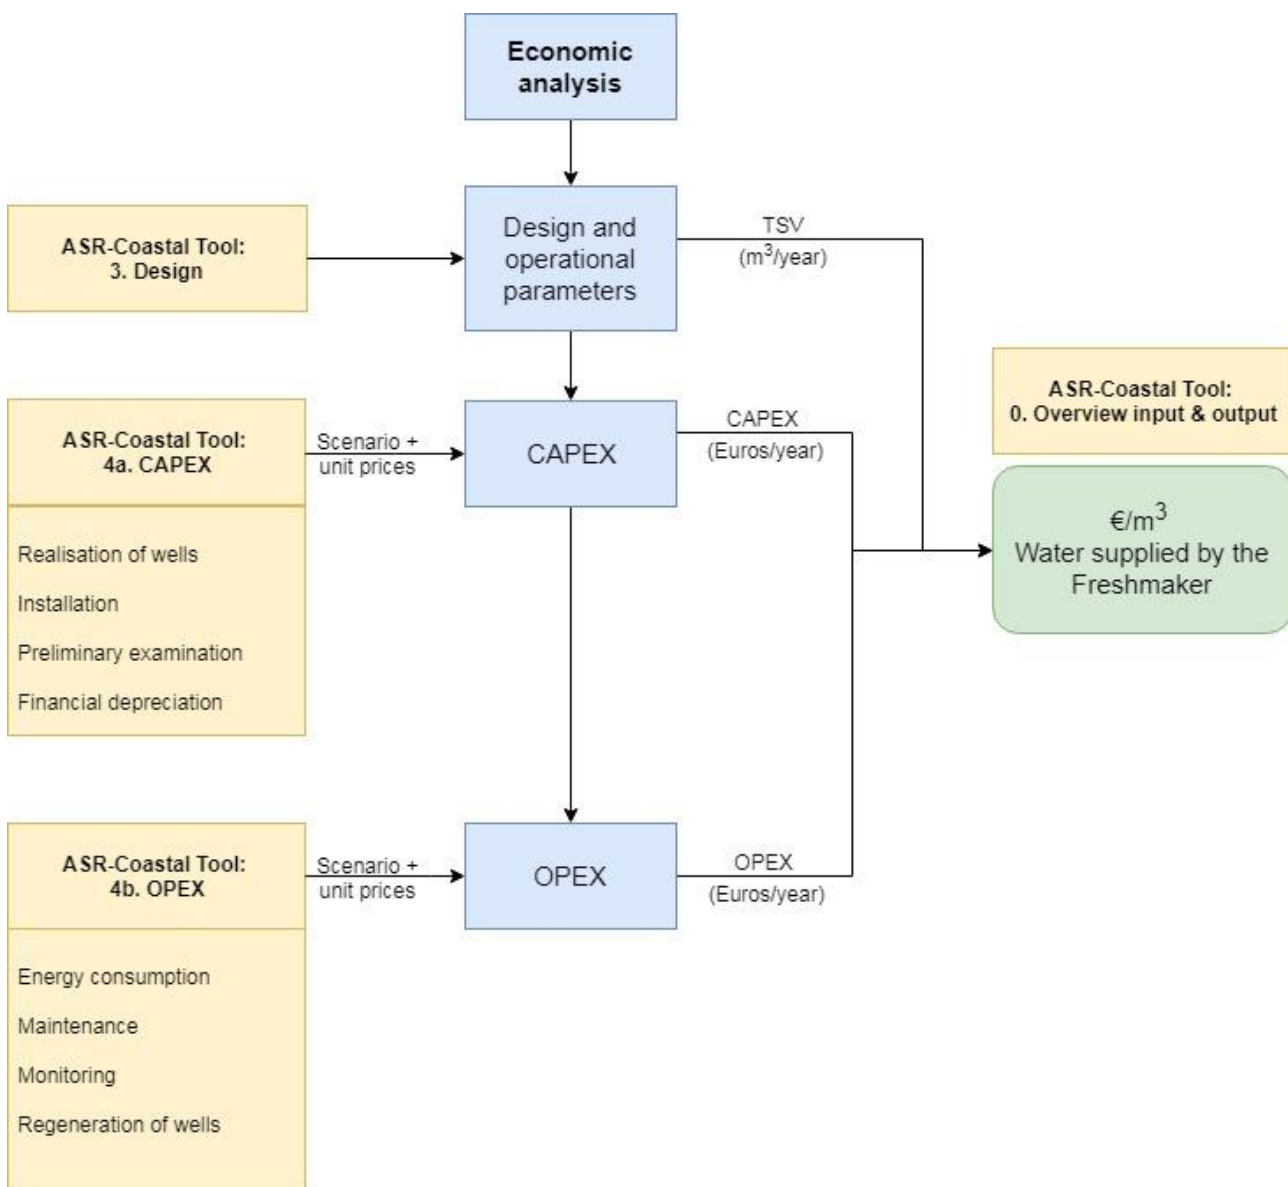 Economic
analysis
ASR-Coastal Tool:
3. Design
Design and
operational
parameters
TSV
(m³/year)
ASR-Coastal Tool:
0. Overview input & output
ASR-Coastal Tool:
4a. CAPEX
Scenario +
unit prices
CAPEX
CAPEX
(Euros/year)
€/m³
Water supplied by the
Freshmaker
Realisation of wells
Installation
Preliminary examination
Financial depreciation
ASR-Coastal Tool:
4b. OPEX
Scenario +
unit prices
OPEX
OPEX
(Euros/year)
Energy consumption
Maintenance
Monitoring
Regeneration of wells